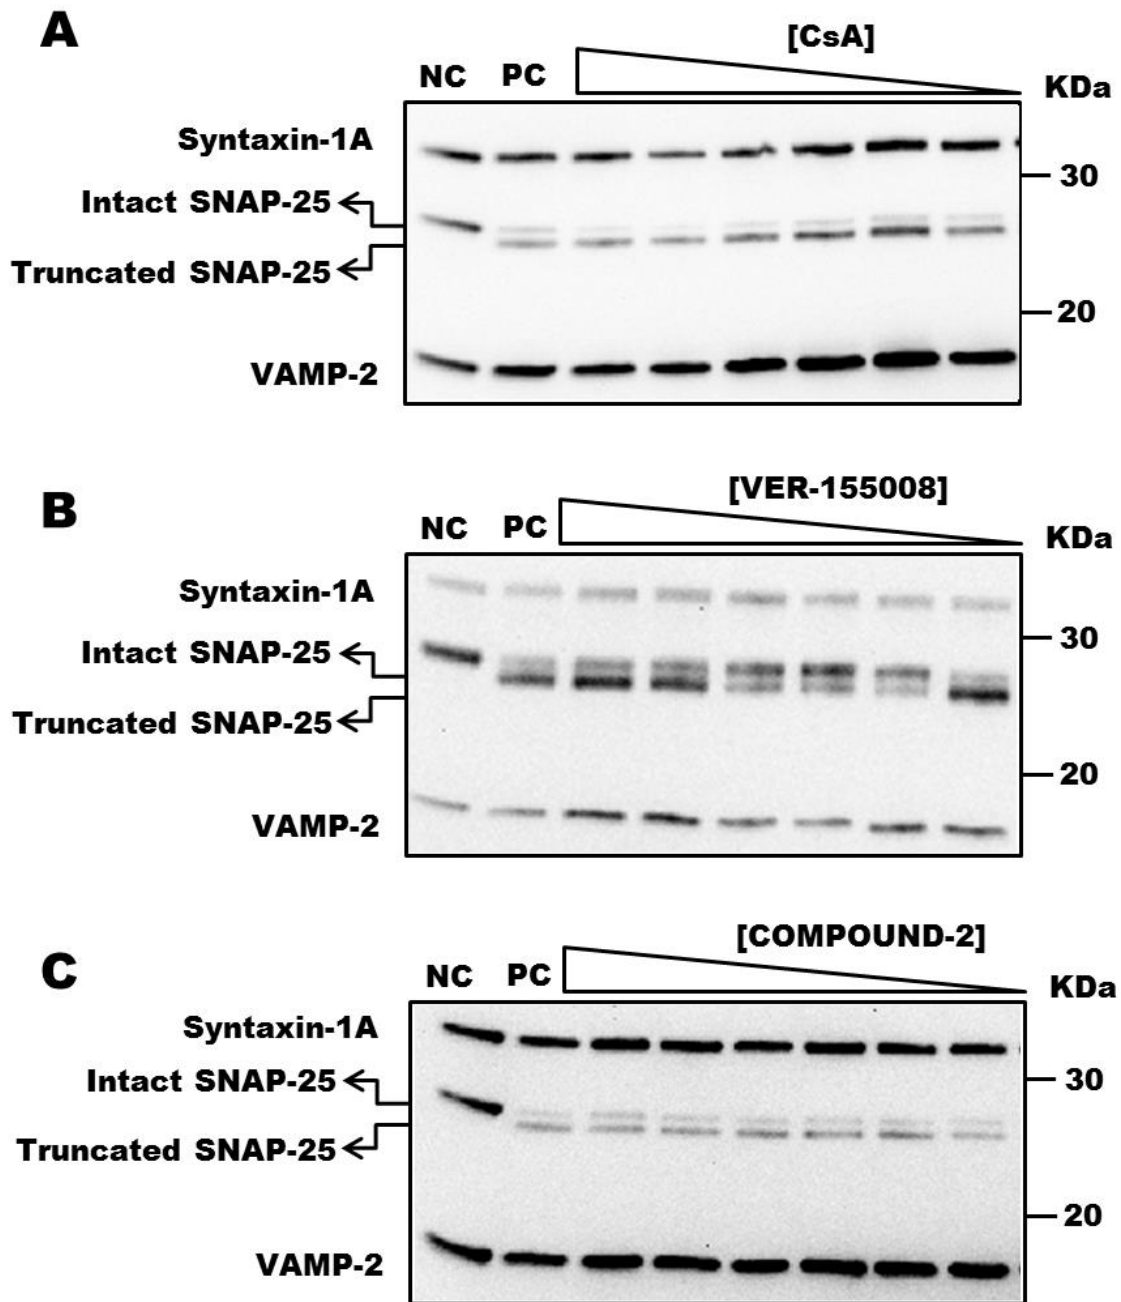 A
[CsA]
NC PC
KDa
Syntaxin-1A
30
Intact SNAP-25
Truncated SNAP-25
20
VAMP-2
B
[VER-155008]
NC PC
KDa
Syntaxin-1A
30
Intact SNAP-25
Truncated SNAP-25
20
VAMP-2
C
[COMPOUND-2]
NC PC
KDa
Syntaxin-1A
30
Intact SNAP-25
Truncated SNAP-25
20
VAMP-2